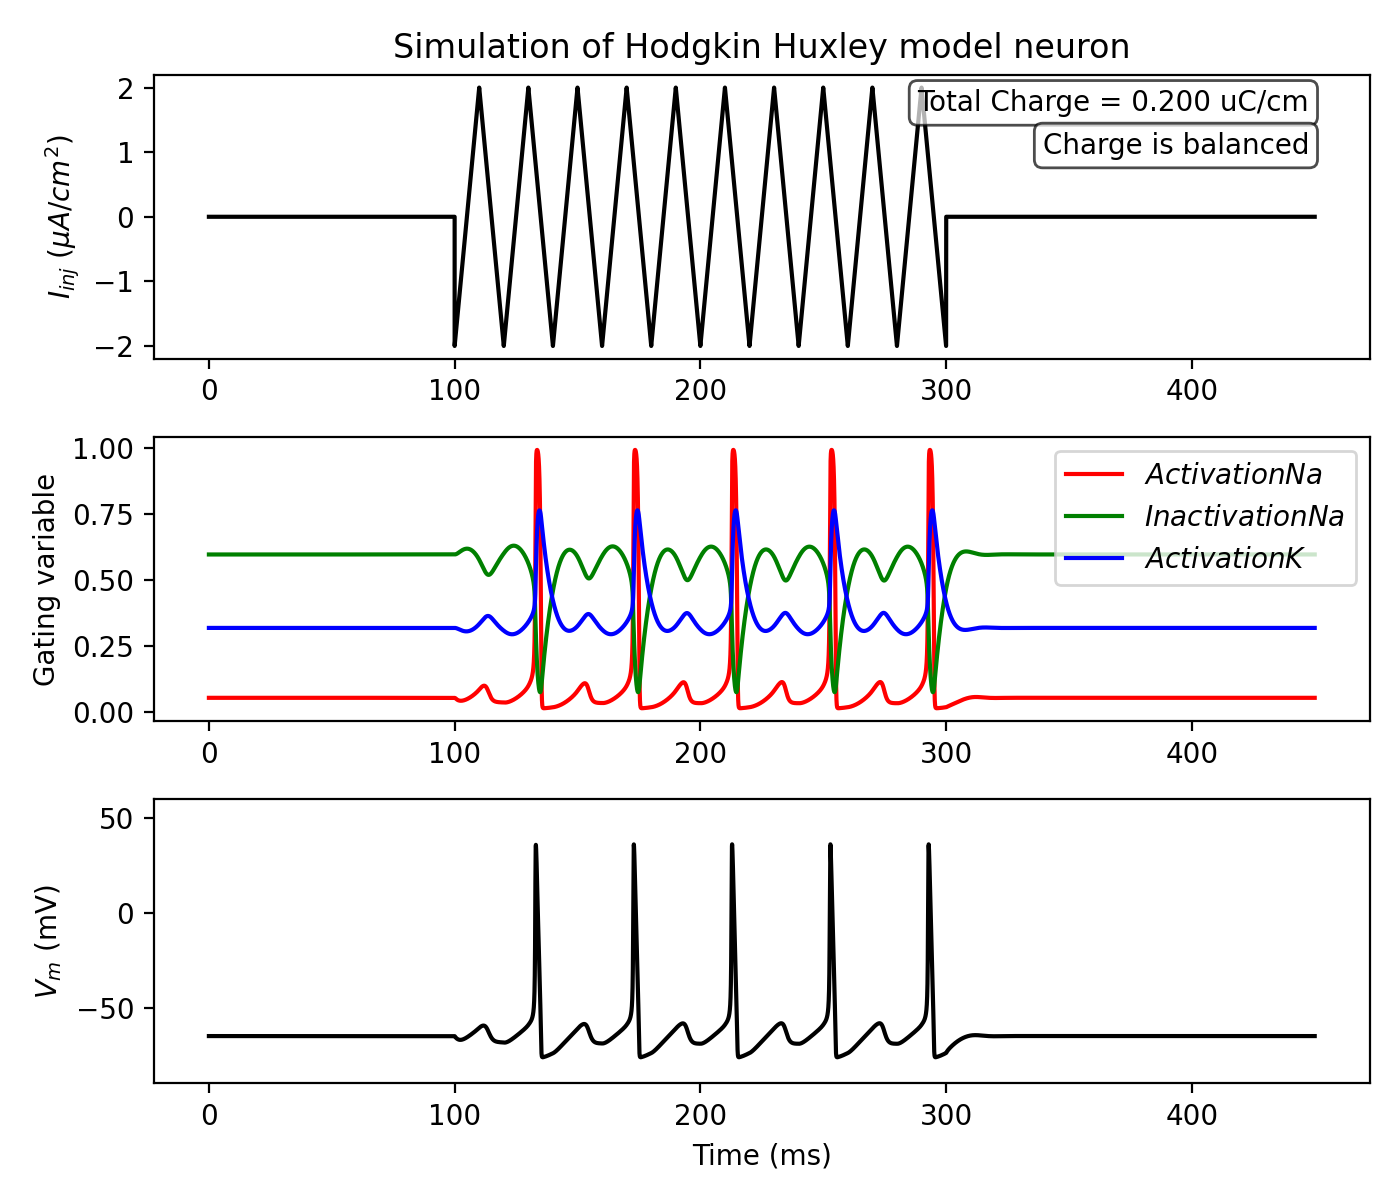 Simulation of Hodgkin Huxley model neuron
I_inj (μA/cm²)
2
1
0
−1
−2
Total Charge = 0.200 uC/cm
Charge is balanced
0 100 200 300 400
Gating variable
1.00
0.75
0.50
0.25
0.00
ActivationNa
InactivationNa
ActivationK
0 100 200 300 400
V_m (mV)
50
0
−50
0 100 200 300 400
Time (ms)